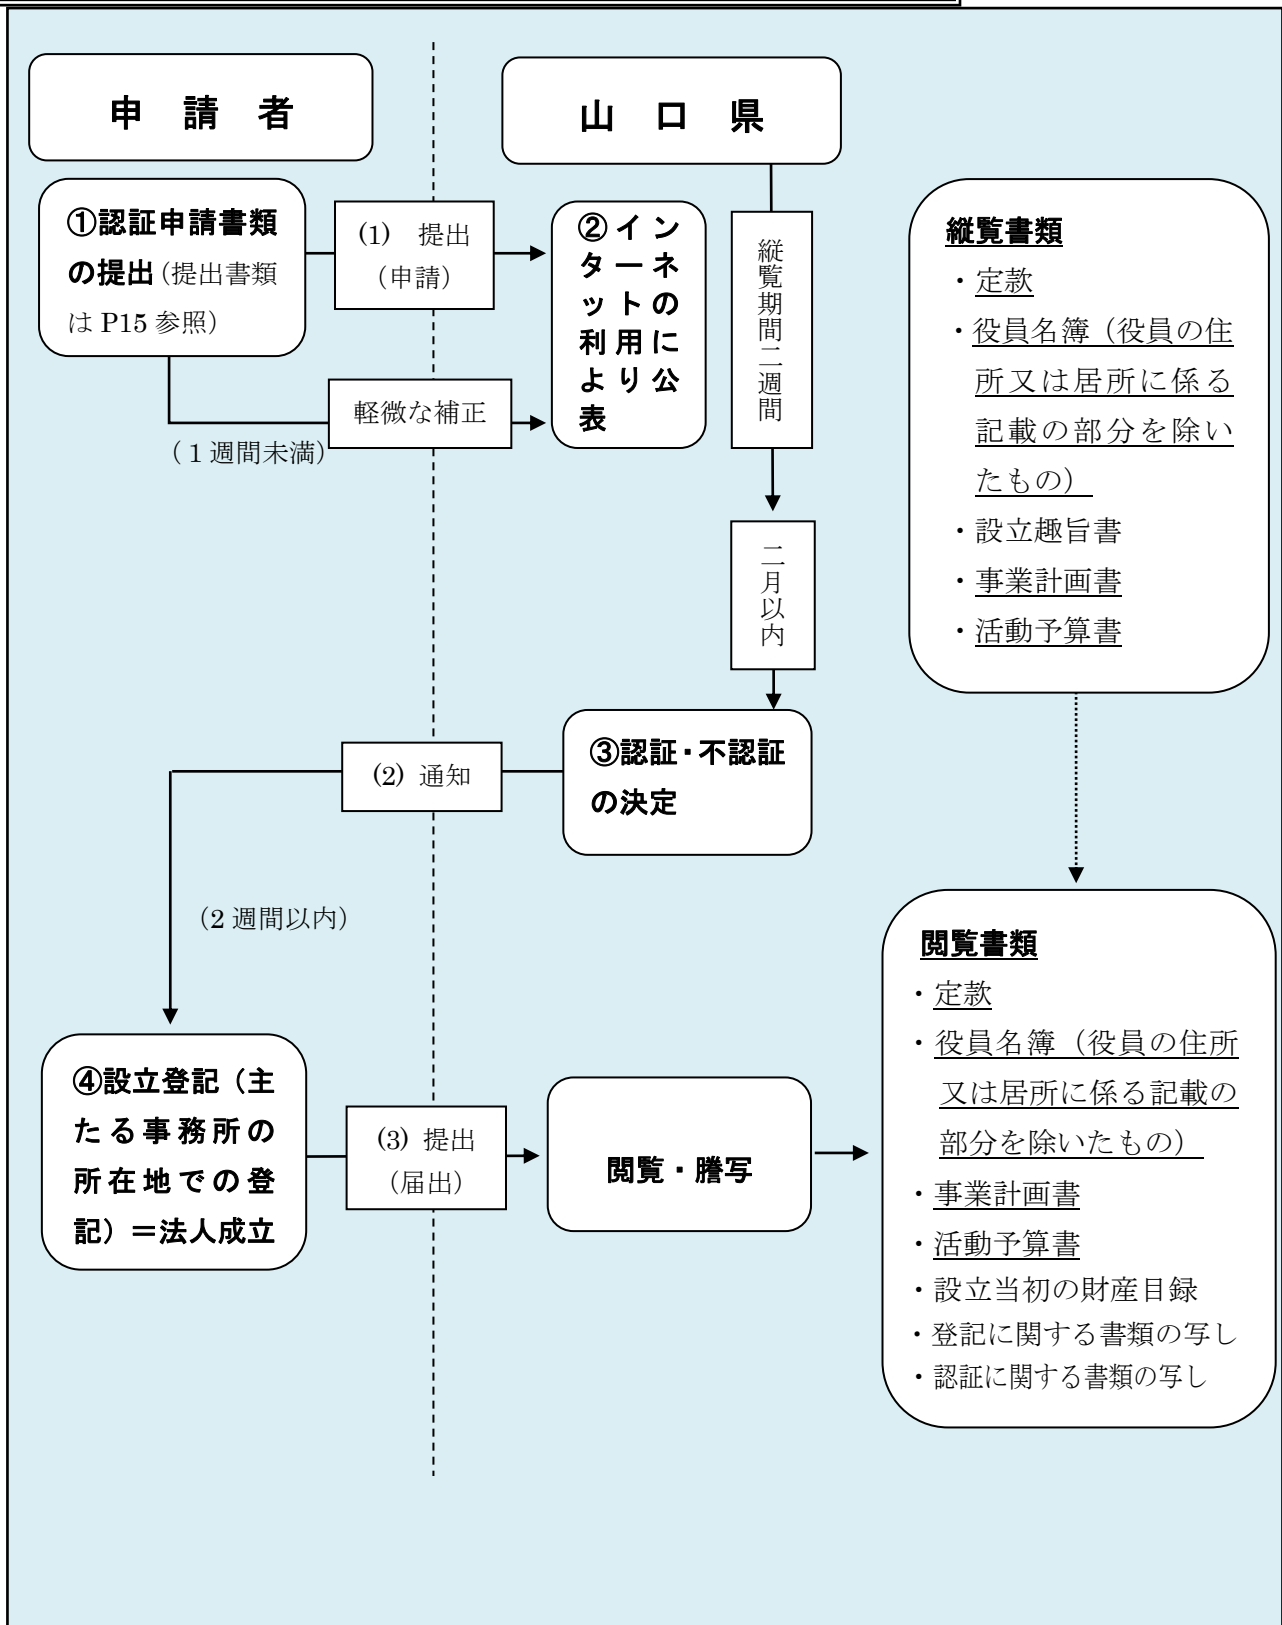 申請者
山口県
①認証申請書類
の提出(提出書類
は P15 参照)
(1) 提出
(申請)
②イン
ターネ
ットの
利用に
より公
表
縦覧期間二週間
軽微な補正
(１週間未満)
二月以内
③認証・不認証
の決定
(2) 通知
(2 週間以内)
④設立登記（主
たる事務所の
所在地での登
記）＝法人成立
(3) 提出
(届出)
閲覧・謄写
縦覧書類
・定款
・役員名簿（役員の住
所又は居所に係る
記載の部分を除い
たもの）
・設立趣旨書
・事業計画書
・活動予算書
閲覧書類
・定款
・役員名簿（役員の住所
又は居所に係る記載の
部分を除いたもの）
・事業計画書
・活動予算書
・設立当初の財産目録
・登記に関する書類の写し
・認証に関する書類の写し